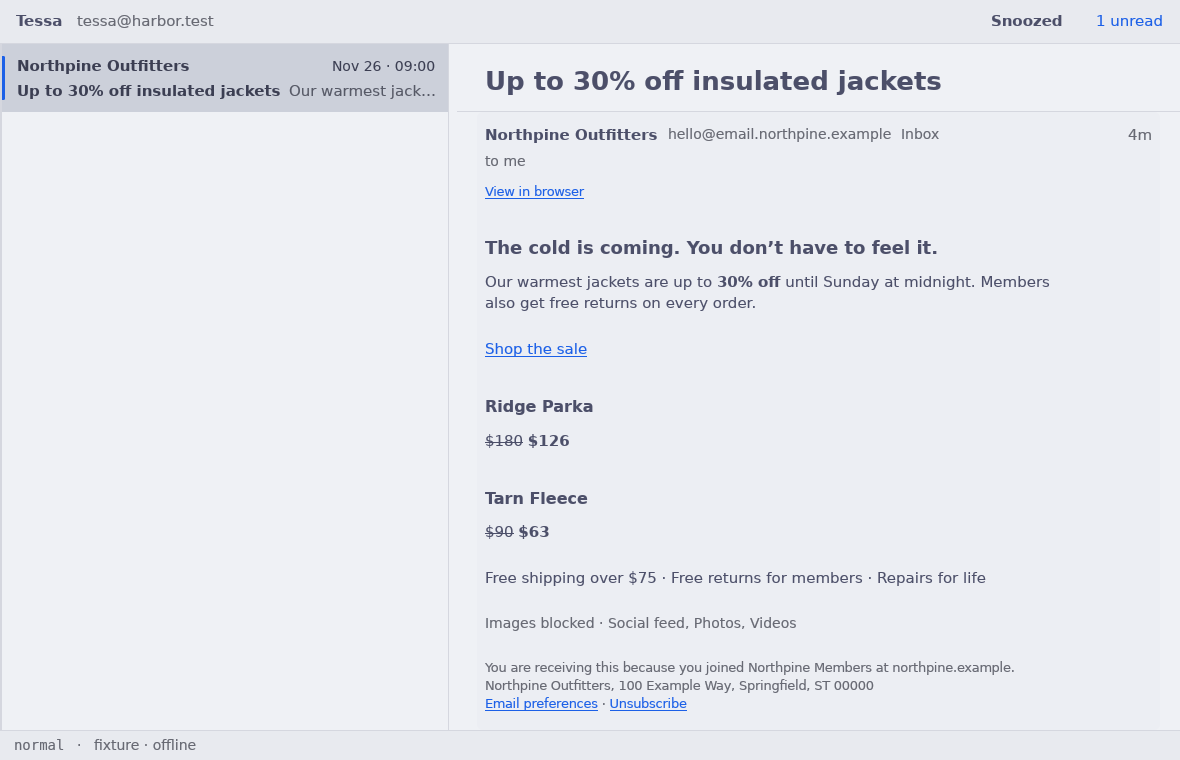 Tessa tessa@harbor.test Snoozed 1 unread
Northpine Outfitters Nov 26 · 09:00
Up to 30% off insulated jackets Our warmest jack…
Up to 30% off insulated jackets
Northpine Outfitters hello@email.northpine.example Inbox 4m
to me
View in browser
The cold is coming. You don’t have to feel it.
Our warmest jackets are up to 30% off until Sunday at midnight. Members
also get free returns on every order.
Shop the sale
Ridge Parka
$180 $126
Tarn Fleece
$90 $63
Free shipping over $75 · Free returns for members · Repairs for life
Images blocked · Social feed, Photos, Videos
You are receiving this because you joined Northpine Members at northpine.example.
Northpine Outfitters, 100 Example Way, Springfield, ST 00000
Email preferences · Unsubscribe
normal · fixture · offline